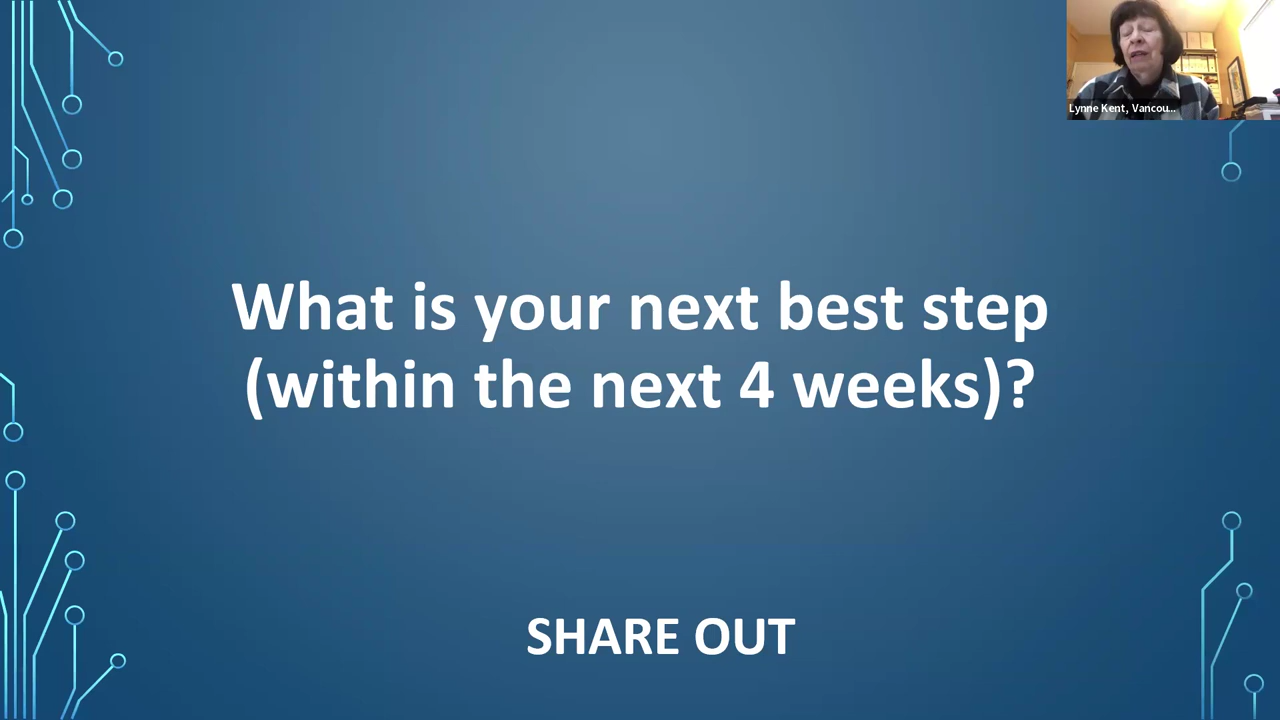 Lynne Kent, Vancou...
What is your next best step
(within the next 4 weeks)?
SHARE OUT